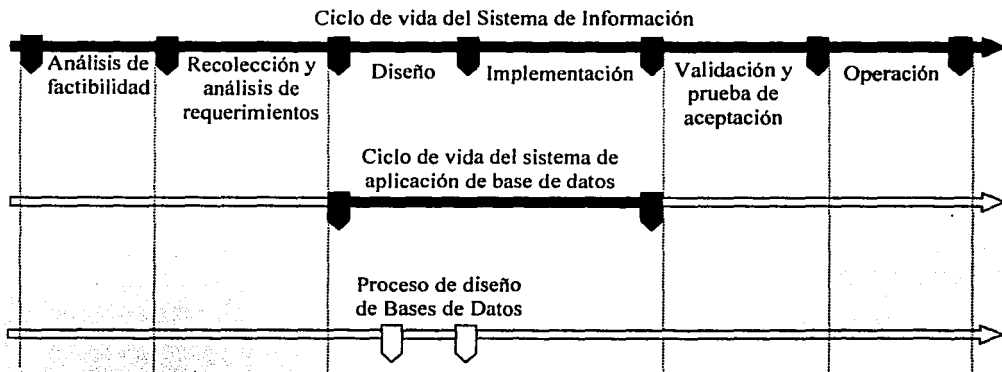 Ciclo de vida del Sistema de Información
Análisis de
factibilidad
Recolección y
análisis de
requerimientos
Diseño
Implementación
Validación y
prueba de
aceptación
Operación
Ciclo de vida del sistema de
aplicación de base de datos
Proceso de diseño
de Bases de Datos